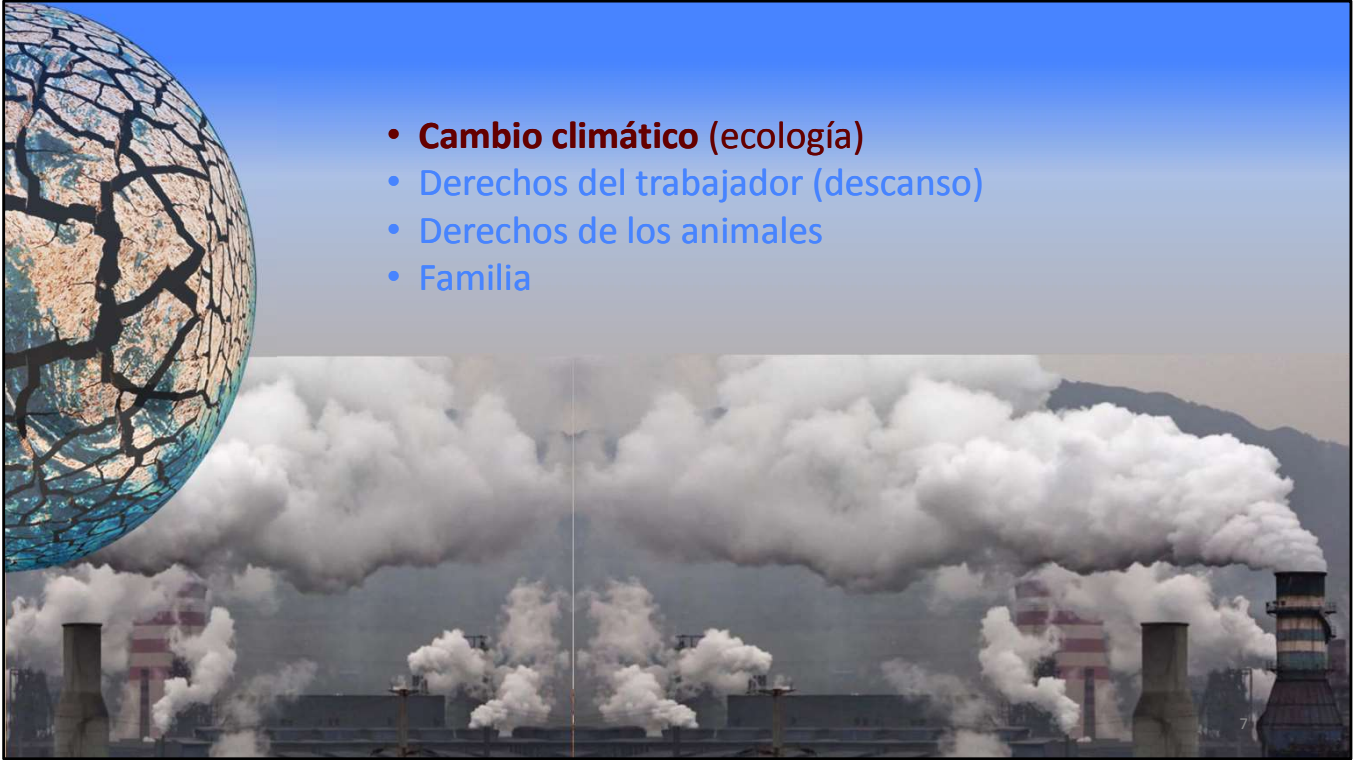 • Cambio climático (ecología)
• Derechos del trabajador (descanso)
• Derechos de los animales
• Familia
7